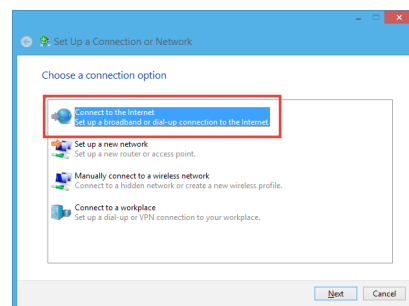 Set Up a Connection or Network
Choose a connection option
Connect to the Internet
Set up a broadband or dial-up connection to the Internet.
Set up a new network
Set up a new router or access point.
Manually connect to a wireless network
Connect to a hidden network or create a new wireless profile.
Connect to a workplace
Set up a dial-up or VPN connection to your workplace.
Next Cancel